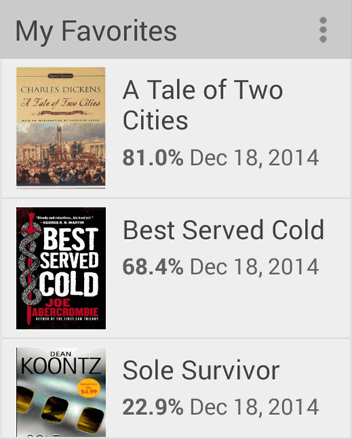 My Favorites
CHARLES DICKENS
A Tale of Two Cities
A Tale of Two
Cities
81.0% Dec 18, 2014
BEST
SERVED
COLD
JOE
ABERCROMBIE
Best Served Cold
68.4% Dec 18, 2014
DEAN
KOONTZ
$4.99
Sole Survivor
22.9% Dec 18, 2014